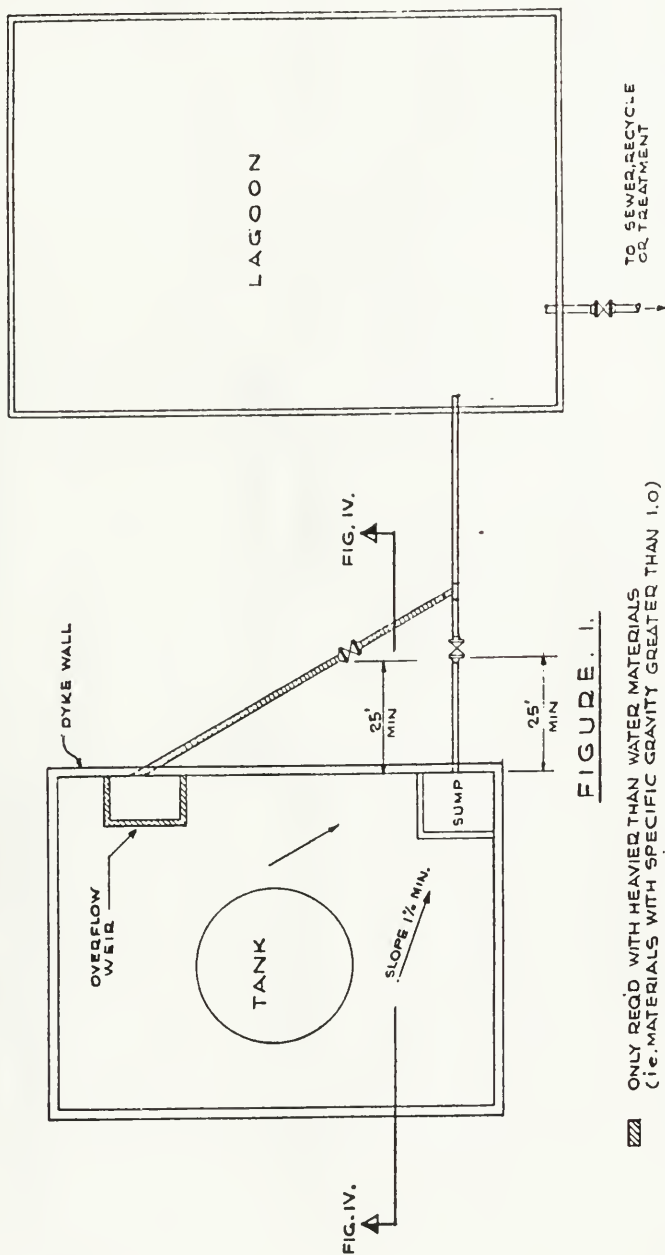 LAGOON
TO SEWER, RECYCLE
OR TREATMENT
FIG. IV.
DYKE WALL
25'
MIN
25'
MIN
OVERFLOW
WEIR
SUMP
TANK
SLOPE 1% MIN.
FIG. IV.
FIGURE. I.
ONLY REQ'D WITH HEAVIER THAN WATER MATERIALS
(ie. MATERIALS WITH SPECIFIC GRAVITY GREATER THAN 1.0)